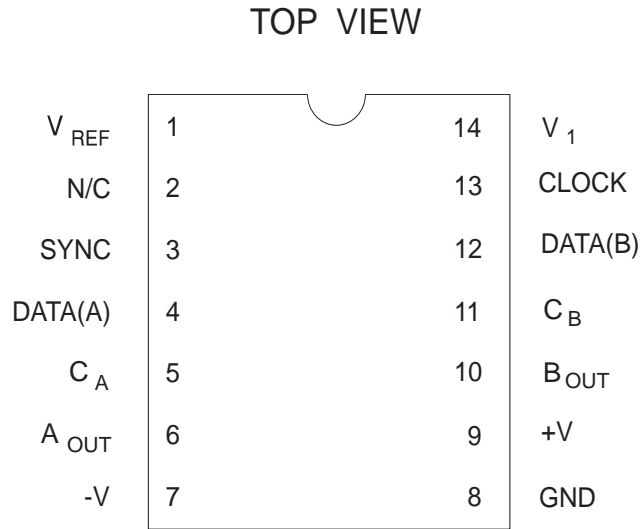 TOP VIEW
V REF 1 14 V 1
N/C 2 13 CLOCK
SYNC 3 12 DATA(B)
DATA(A) 4 11 C B
C A 5 10 B OUT
A OUT 6 9 +V
-V 7 8 GND